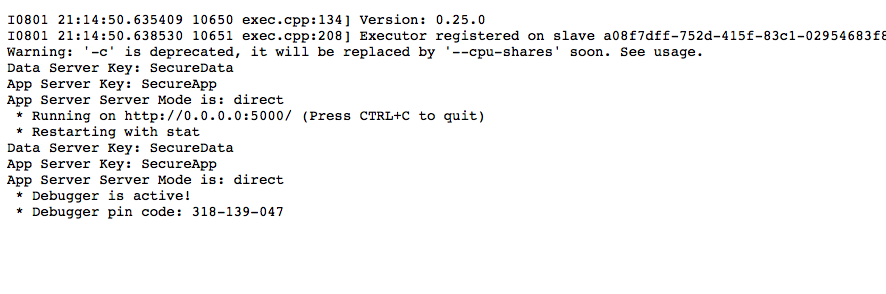 I0801 21:14:50.635409 10650 exec.cpp:134] Version: 0.25.0
I0801 21:14:50.638530 10651 exec.cpp:208] Executor registered on slave a08f7dff-752d-415f-83c1-02954683f8
Warning: '-c' is deprecated, it will be replaced by '--cpu-shares' soon. See usage.
Data Server Key: SecureData
App Server Key: SecureApp
App Server Server Mode is: direct
 * Running on http://0.0.0.0:5000/ (Press CTRL+C to quit)
 * Restarting with stat
Data Server Key: SecureData
App Server Key: SecureApp
App Server Server Mode is: direct
 * Debugger is active!
 * Debugger pin code: 318-139-047